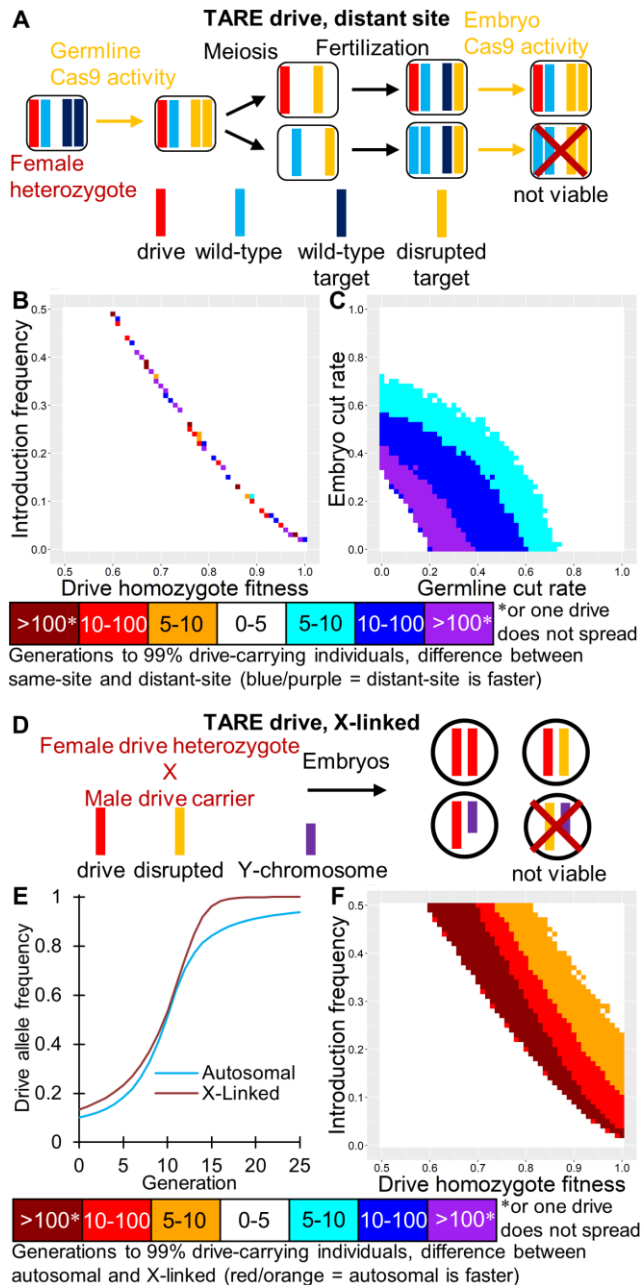 A
TARE drive, distant site
Germline
Cas9 activity
Meiosis
Fertilization
Embryo
Cas9 activity
Female
heterozygote
not viable
drive
wild-type
wild-type
target
disrupted
target
B
Introduction frequency
0.5
0.4
0.3
0.2
0.1
0.0
0.5 0.6 0.7 0.8 0.9 1.0
Drive homozygote fitness
C
Embryo cut rate
1.0
0.8
0.6
0.4
0.2
0.0
0.0 0.2 0.4 0.6 0.8 1.0
Germline cut rate
>100* 10-100 5-10 0-5 5-10 10-100 >100*
*or one drive
does not spread
Generations to 99% drive-carrying individuals, difference between
same-site and distant-site (blue/purple = distant-site is faster)
D
TARE drive, X-linked
Female drive heterozygote
X
Male drive carrier
Embryos
drive disrupted
Y-chromosome
not viable
E
Drive allele frequency
1
0.8
0.6
0.4
0.2
0
Autosomal
X-Linked
0 5 10 15 20 25
Generation
F
Introduction frequency
0.5
0.4
0.3
0.2
0.1
0.0
0.5 0.6 0.7 0.8 0.9 1.0
Drive homozygote fitness
>100* 10-100 5-10 0-5 5-10 10-100 >100*
*or one drive
does not spread
Generations to 99% drive-carrying individuals, difference between
autosomal and X-linked (red/orange = autosomal is faster)